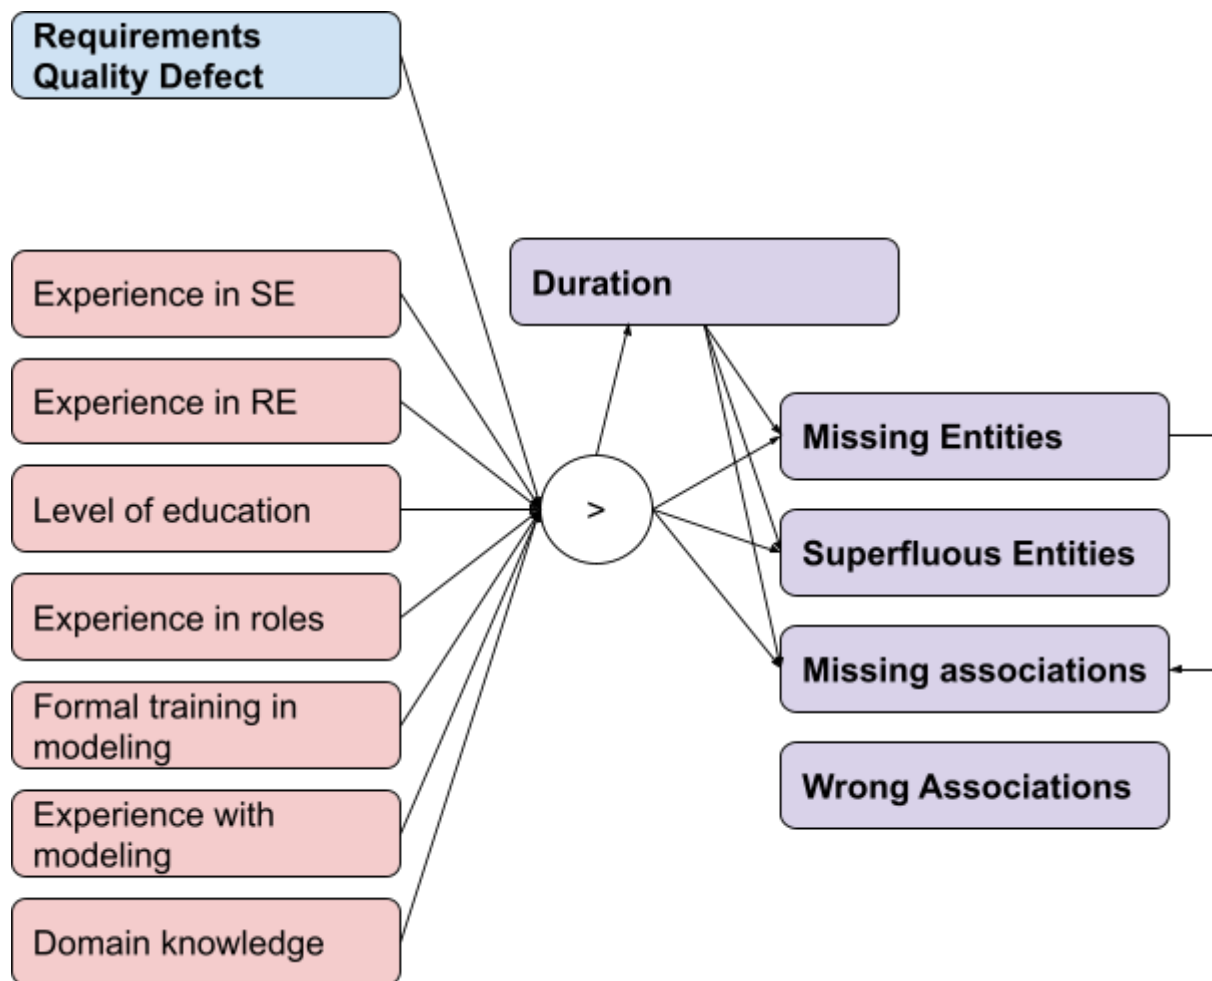 Requirements
Quality Defect
Experience in SE
Experience in RE
Level of education
Experience in roles
Formal training in
modeling
Experience with
modeling
Domain knowledge
>
Duration
Missing Entities
Superfluous Entities
Missing associations
Wrong Associations